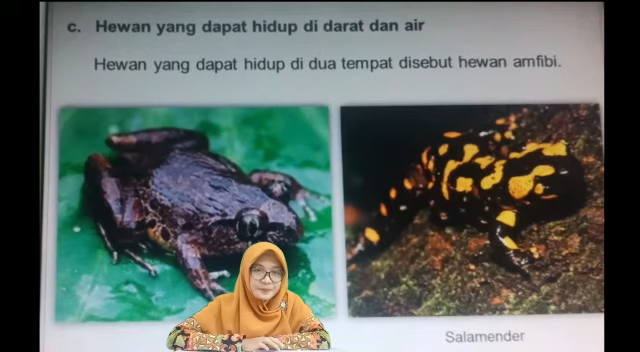 c. Hewan yang dapat hidup di darat dan air
Hewan yang dapat hidup di dua tempat disebut hewan amfibi.
Salamender